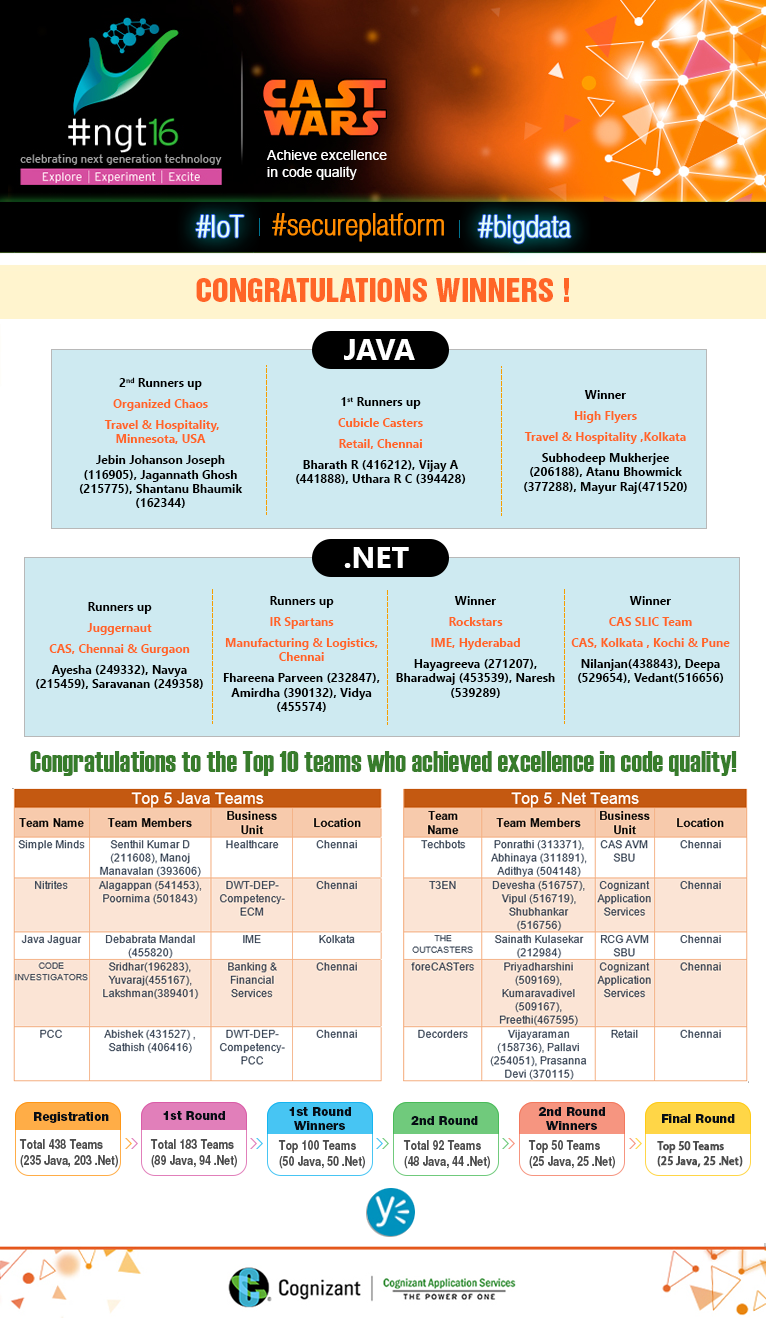 #ngt16
celebrating next generation technology
Explore | Experiment | Excite
CAST
WARS
Achieve excellence
in code quality
#IoT | #secureplatform | #bigdata
CONGRATULATIONS WINNERS !
JAVA
2nd Runners up
Organized Chaos
Travel & Hospitality,
Minnesota, USA
Jebin Johanson Joseph
(116905), Jagannath Ghosh
(215775), Shantanu Bhaumik
(162344)
1st Runners up
Cubicle Casters
Retail, Chennai
Bharath R (416212), Vijay A
(441888), Uthara R C (394428)
Winner
High Flyers
Travel & Hospitality ,Kolkata
Subhodeep Mukherjee
(206188), Atanu Bhowmick
(377288), Mayur Raj(471520)
.NET
Runners up
Juggernaut
CAS, Chennai & Gurgaon
Ayesha (249332), Navya
(215459), Saravanan (249358)
Runners up
IR Spartans
Manufacturing & Logistics,
Chennai
Fhareena Parveen (232847),
Amirdha (390132), Vidya
(455574)
Winner
Rockstars
IME, Hyderabad
Hayagreeva (271207),
Bharadwaj (453539), Naresh
(539289)
Winner
CAS SLIC Team
CAS, Kolkata , Kochi & Pune
Nilanjan(438843), Deepa
(529654), Vedant(516656)
Congratulations to the Top 10 teams who achieved excellence in code quality!
Top 5 Java Teams
Team Name
Team Members
Business
Unit
Location
Simple Minds
Senthil Kumar D
(211608), Manoj
Manavalan (393606)
Healthcare
Chennai
Nitrites
Alagappan (541453),
Poornima (501843)
DWT-DEP-
Competency-
ECM
Chennai
Java Jaguar
Debabrata Mandal
(455820)
IME
Kolkata
CODE
INVESTIGATORS
Sridhar(196283),
Yuvaraj(455167),
Lakshman(389401)
Banking &
Financial
Services
Chennai
PCC
Abishek (431527) ,
Sathish (406416)
DWT-DEP-
Competency-
PCC
Chennai
Top 5 .Net Teams
Team
Name
Team Members
Business
Unit
Location
Techbots
Ponrathi (313371),
Abhinaya (311891),
Adithya (504148)
CAS AVM
SBU
Chennai
T3EN
Devesha (516757),
Vipul (516719),
Shubhankar
(516756)
Cognizant
Application
Services
Chennai
THE
OUTCASTERS
Sainath Kulasekar
(212984)
RCG AVM
SBU
Chennai
foreCASTers
Priyadharshini
(509169),
Kumaravadivel
(509167),
Preethi(467595)
Cognizant
Application
Services
Chennai
Decorders
Vijayaraman
(158736), Pallavi
(254051), Prasanna
Devi (370115)
Retail
Chennai
Registration
Total 438 Teams
(235 Java, 203 .Net)
1st Round
Total 183 Teams
(89 Java, 94 .Net)
1st Round
Winners
Top 100 Teams
(50 Java, 50 .Net)
2nd Round
Total 92 Teams
(48 Java, 44 .Net)
2nd Round
Winners
Top 50 Teams
(25 Java, 25 .Net)
Final Round
Top 50 Teams
(25 Java, 25 .Net)
Cognizant
Cognizant Application Services
THE POWER OF ONE